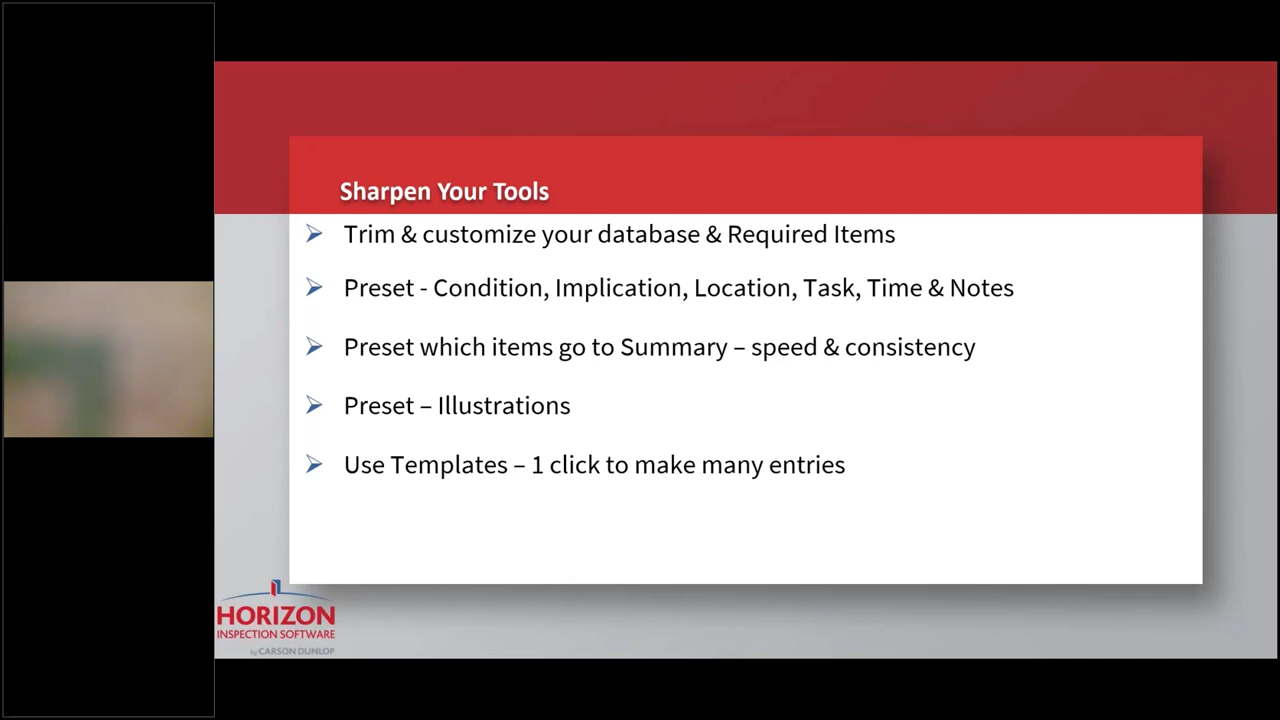 Sharpen Your Tools
Trim & customize your database & Required Items
Preset - Condition, Implication, Location, Task, Time & Notes
Preset which items go to Summary – speed & consistency
Preset – Illustrations
Use Templates – 1 click to make many entries
HORIZON
INSPECTION SOFTWARE
by CARSON DUNLOP